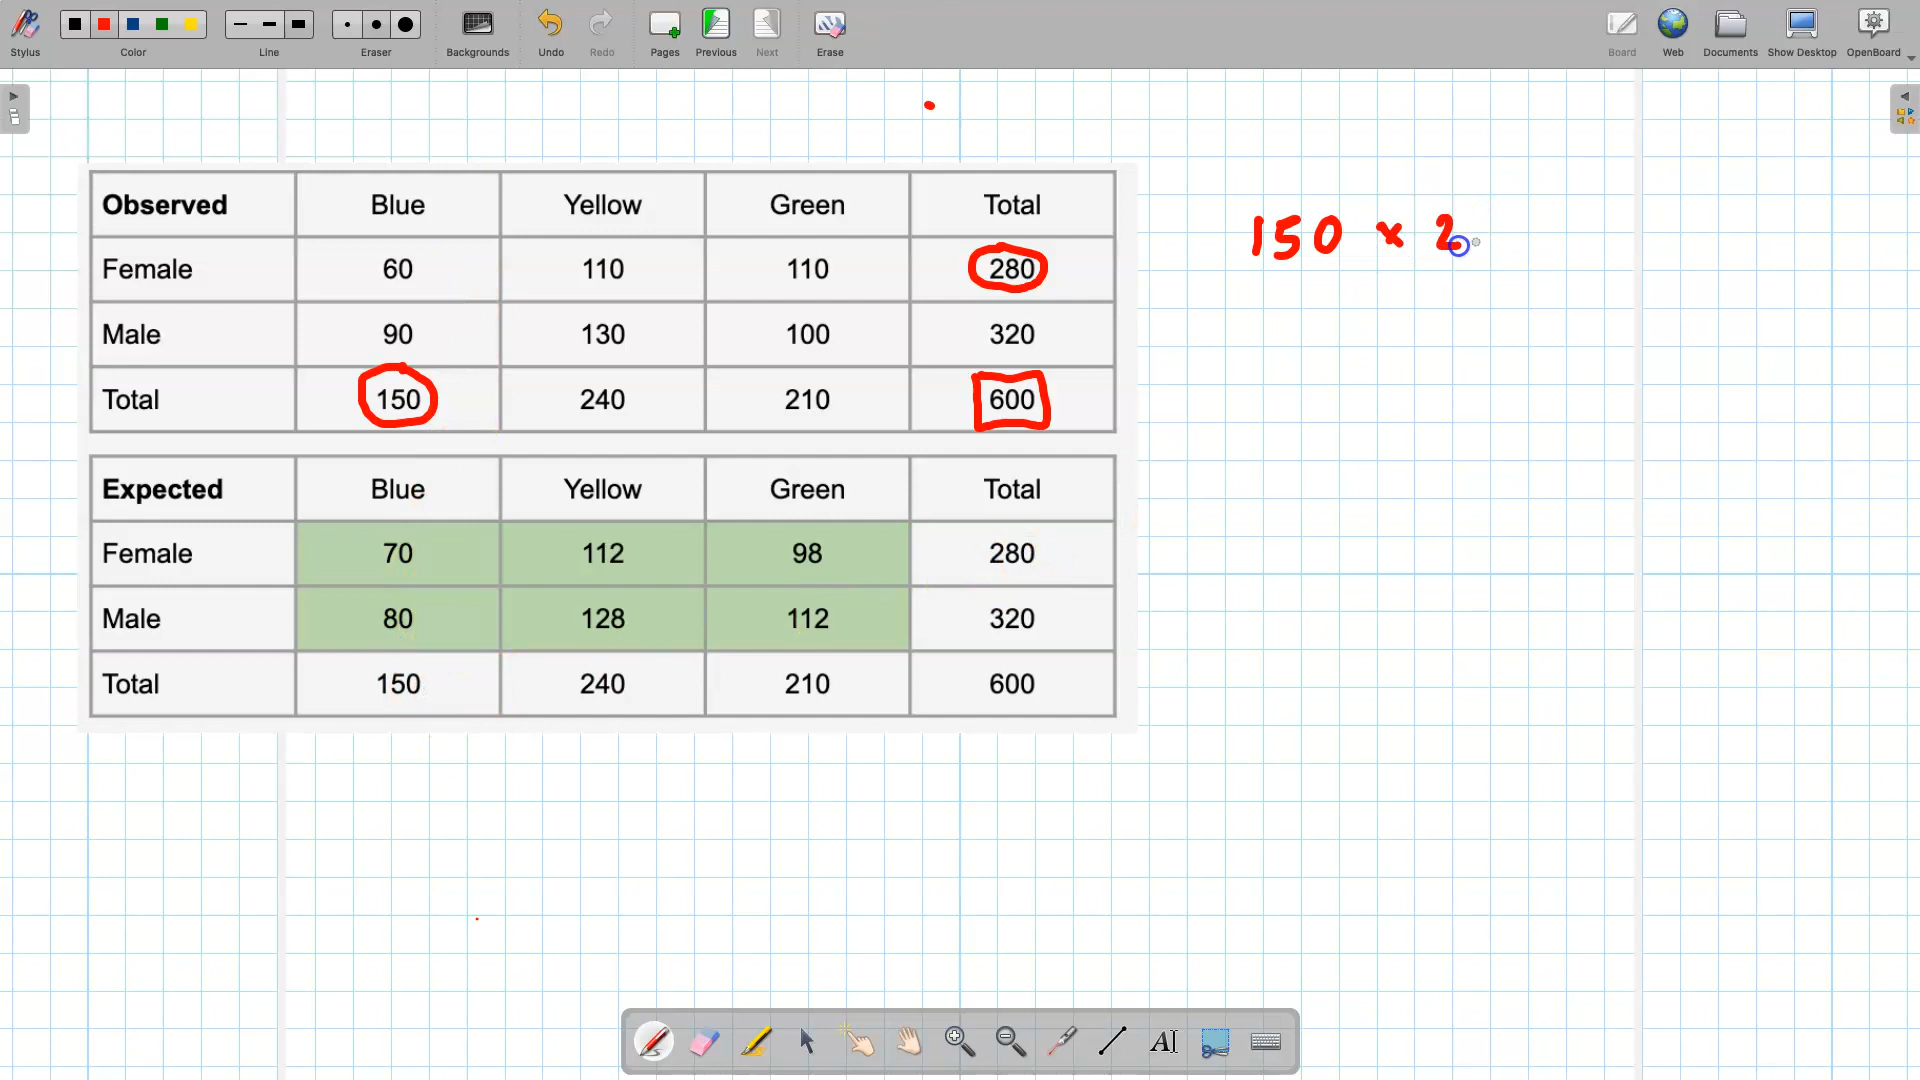 Stylus Color Line Eraser Backgrounds Undo Redo Pages Previous Next Erase Board Web Documents Show Desktop OpenBoard
Observed Blue Yellow Green Total
Female 60 110 110 280
Male 90 130 100 320
Total 150 240 210 600
150 × 2
Expected Blue Yellow Green Total
Female 70 112 98 280
Male 80 128 112 320
Total 150 240 210 600